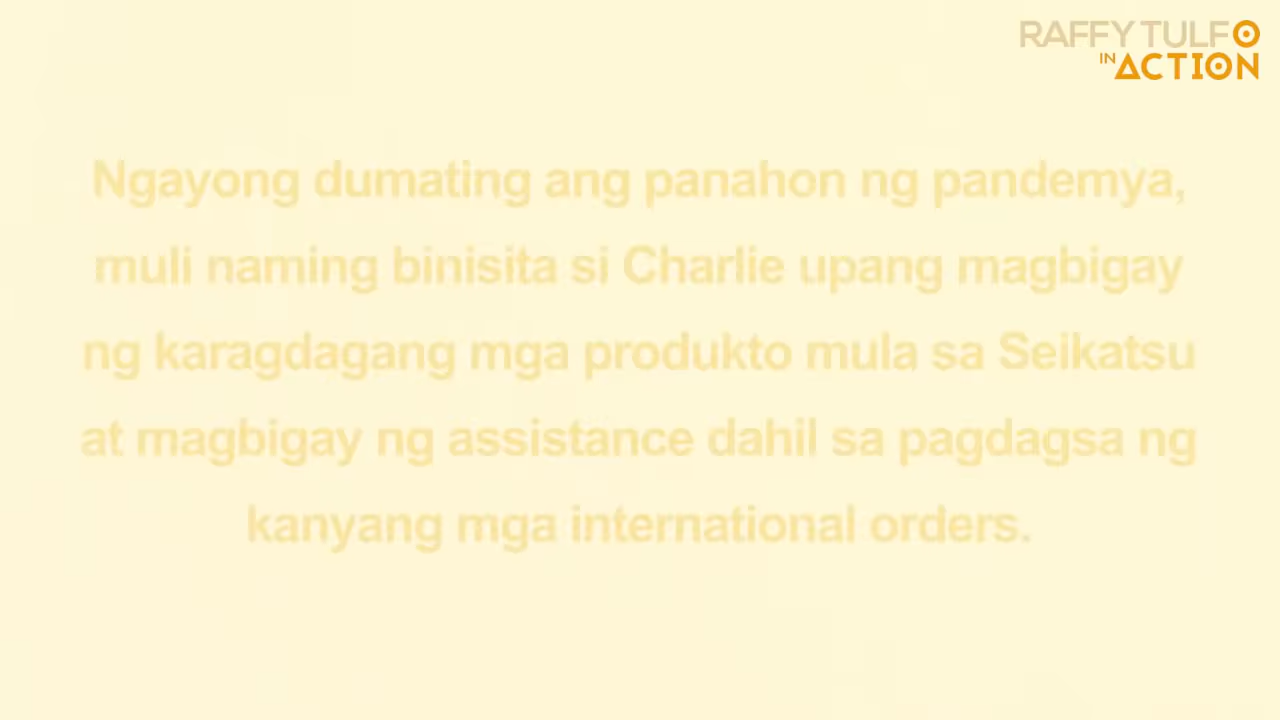 RAFFY TULFO
IN ACTION
Ngayong dumating ang panahon ng pandemya,
muli naming binisita si Charlie upang magbigay
ng karagdagang mga produkto mula sa Seikatsu
at magbigay ng assistance dahil sa pagdagsa ng
kanyang mga international orders.